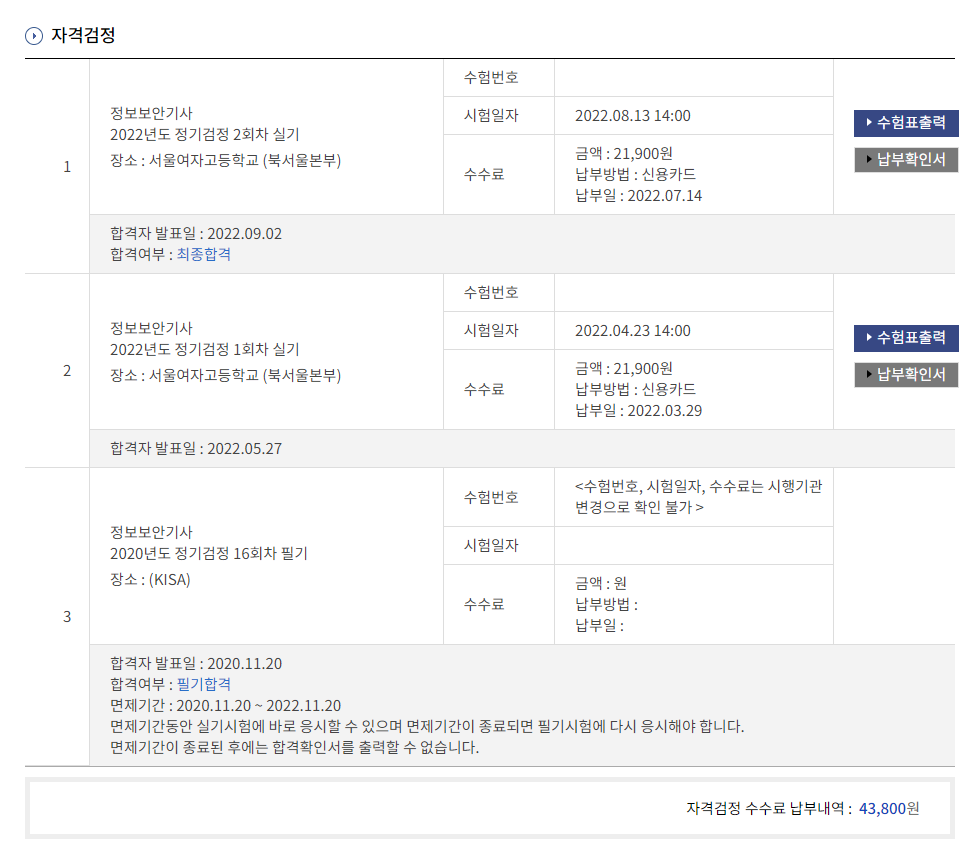 자격검정
1
정보보안기사
2022년도 정기검정 2회차 실기
장소 : 서울여자고등학교 (북서울본부)
수험번호
시험일자
2022.08.13 14:00
수수료
금액 : 21,900원
납부방법 : 신용카드
납부일 : 2022.07.14
수험표출력
납부확인서
합격자 발표일 : 2022.09.02
합격여부 : 최종합격
2
정보보안기사
2022년도 정기검정 1회차 실기
장소 : 서울여자고등학교 (북서울본부)
수험번호
시험일자
2022.04.23 14:00
수수료
금액 : 21,900원
납부방법 : 신용카드
납부일 : 2022.03.29
수험표출력
납부확인서
합격자 발표일 : 2022.05.27
3
정보보안기사
2020년도 정기검정 16회차 필기
장소 : (KISA)
수험번호
<수험번호, 시험일자, 수수료는 시행기관
변경으로 확인 불가 >
시험일자
수수료
금액 : 원
납부방법 :
납부일 :
합격자 발표일 : 2020.11.20
합격여부 : 필기합격
면제기간 : 2020.11.20 ~ 2022.11.20
면제기간동안 실기시험에 바로 응시할 수 있으며 면제기간이 종료되면 필기시험에 다시 응시해야 합니다.
면제기간이 종료된 후에는 합격확인서를 출력할 수 없습니다.
자격검정 수수료 납부내역 : 43,800원